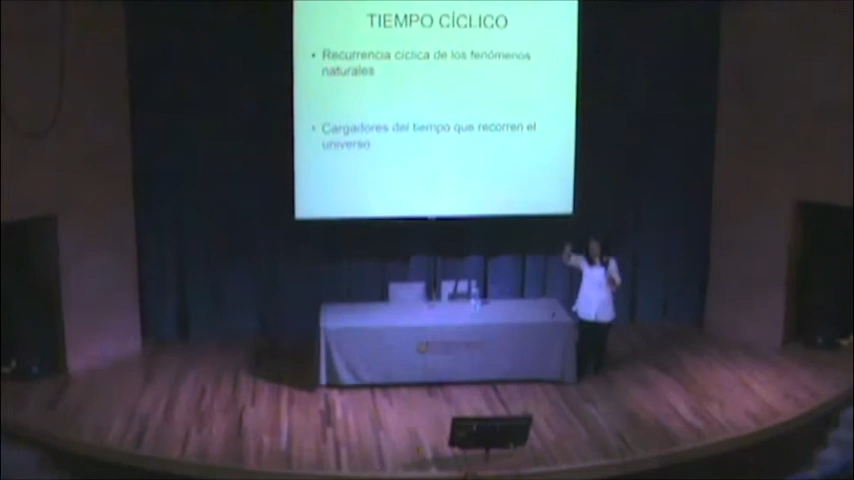 TIEMPO CÍCLICO
• Recurrencia cíclica de los fenómenos
naturales
• Cargadores del tiempo que recorren el
universo